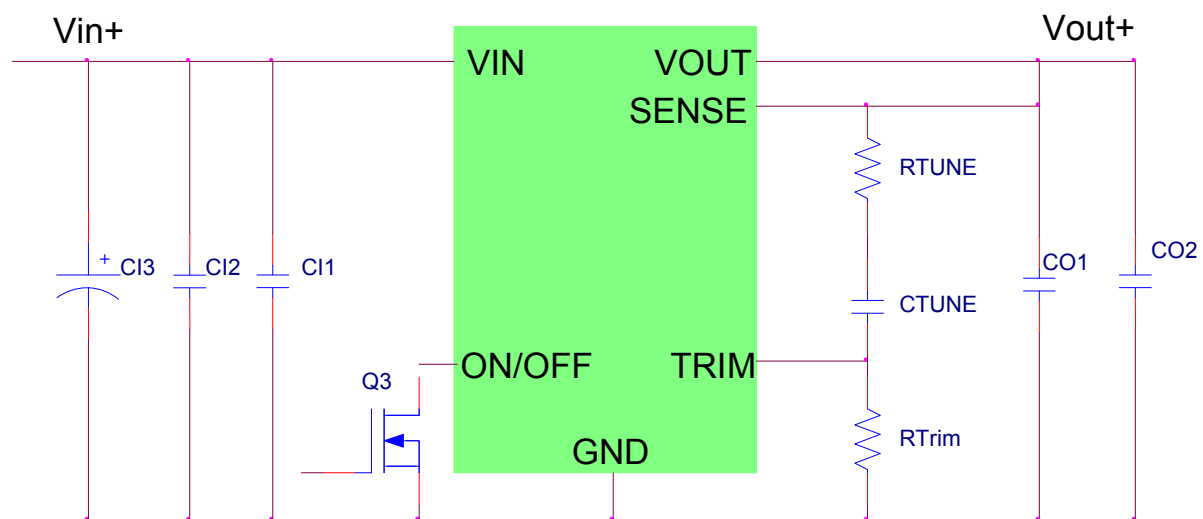 Vin+
Vout+
VIN
VOUT
SENSE
RTUNE
+
CI3
CI2
CI1
CO1
CO2
CTUNE
ON/OFF
TRIM
Q3
RTrim
GND